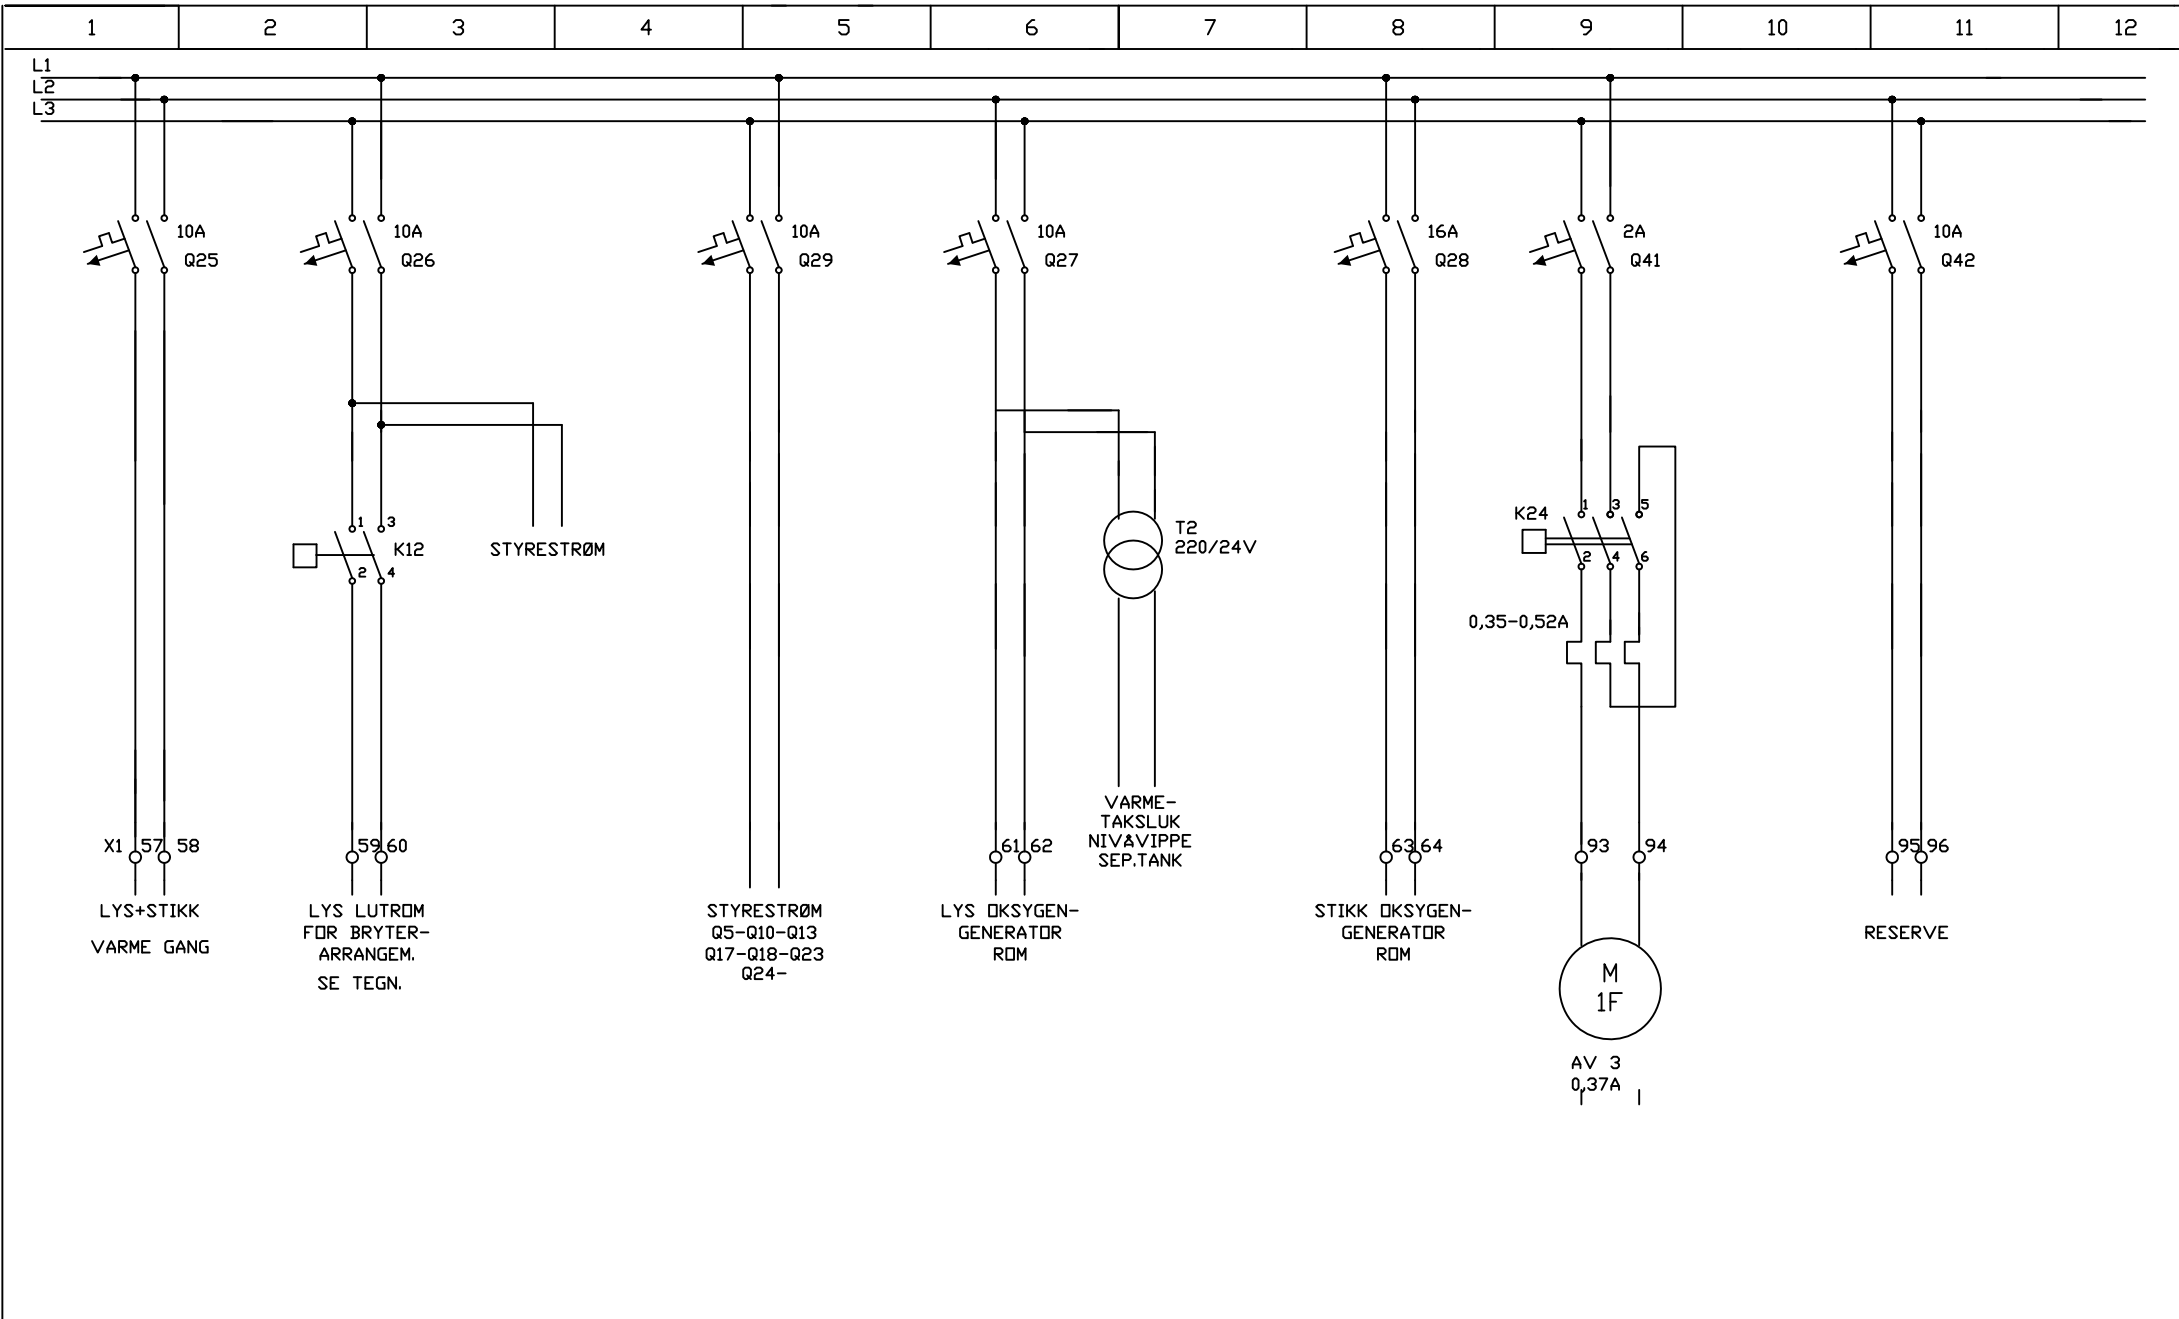 1 2 3 4 5 6 7 8 9 10 11 12
L1
L2
L3
10A
Q25
10A
Q26
10A
Q29
10A
Q27
16A
Q28
2A
Q41
10A
Q42
1 3
K12
2 4
STYRESTRØM
T2
220/24V
K24
1 3 5
2 4 6
0,35-0,52A
VARME-
TAKSLUK
NIVÅVIPPE
SEP.TANK
X1 57 58
59 60
61 62
63 64
93 94
95 96
LYS+STIKK
VARME GANG
LYS LUTROM
FOR BRYTER-
ARRANGEM.
SE TEGN.
STYRESTRØM
Q5-Q10-Q13
Q17-Q18-Q23
Q24-
LYS OKSYGEN-
GENERATOR
ROM
STIKK OKSYGEN-
GENERATOR
ROM
M
1F
AV 3
0,37A
RESERVE